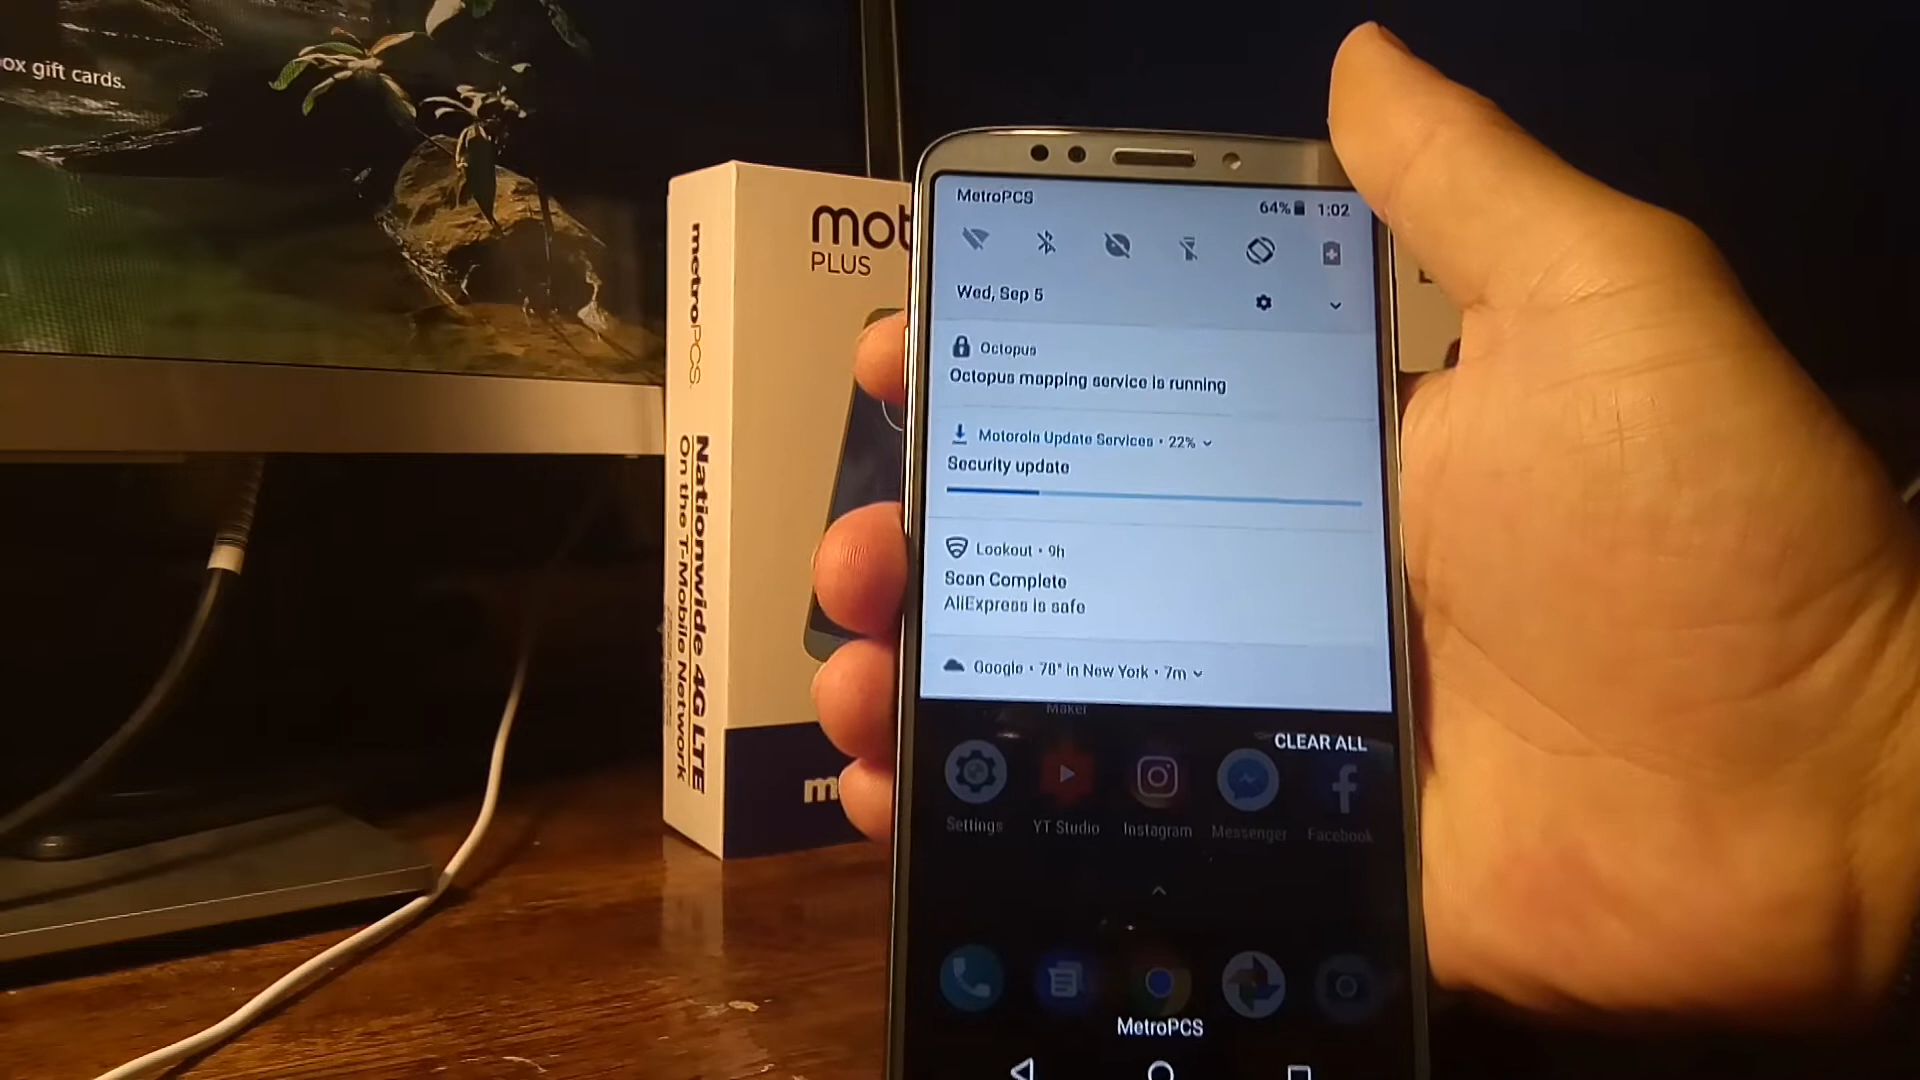 ox gift cards.
metroPCS.
Nationwide 4G LTE
On the T-Mobile Network
PLUS
MetroPCS
64%
1:02
Wed, Sep 5
Octopus
Octopus mapping service is running
Motorola Update Services • 22%
Security update
Lookout • 9h
Scan Complete
AliExpress is safe
Google • 78° in New York • 7m
Maker
CLEAR ALL
Settings
YT Studio
Instagram
Messenger
Facebook
MetroPCS